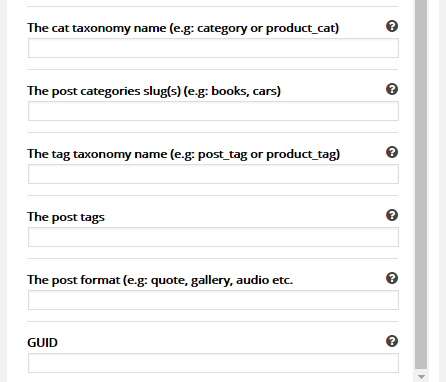 The cat taxonomy name (e.g: category or product_cat)
The post categories slug(s) (e.g: books, cars)
The tag taxonomy name (e.g: post_tag or product_tag)
The post tags
The post format (e.g: quote, gallery, audio etc.
GUID